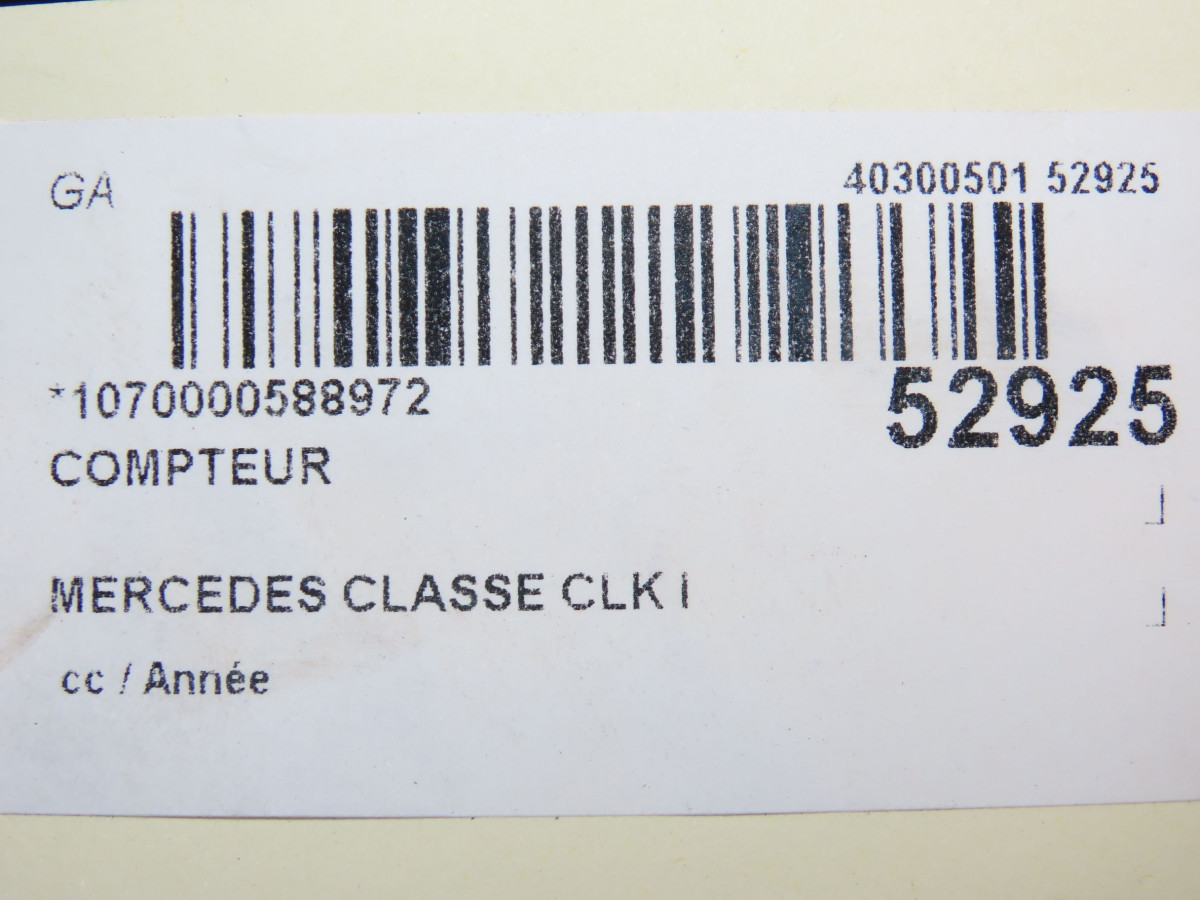 GA
40300501 52925
*1070000588972
52925
COMPTEUR
MERCEDES CLASSE CLK I
cc / Année